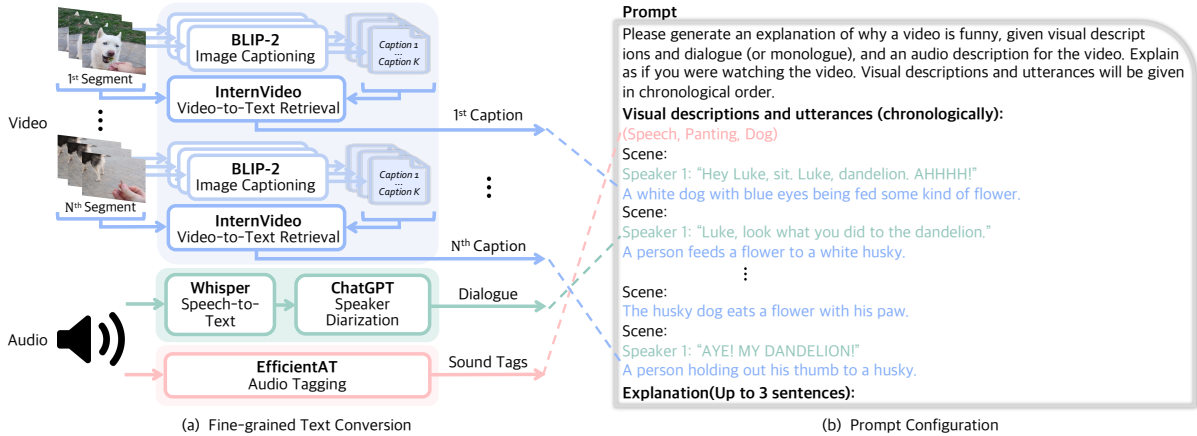 BLIP-2
Image Captioning
Caption 1
...
Caption K
1st Segment
InternVideo
Video-to-Text Retrieval
1st Caption
Video
BLIP-2
Image Captioning
Caption 1
...
Caption K
Nth Segment
InternVideo
Video-to-Text Retrieval
Nth Caption
Whisper
Speech-to-
Text
ChatGPT
Speaker
Diarization
Dialogue
Audio
EfficientAT
Audio Tagging
Sound Tags
(a) Fine-grained Text Conversion
Prompt
Please generate an explanation of why a video is funny, given visual descript
ions and dialogue (or monologue), and an audio description for the video. Explain
as if you were watching the video. Visual descriptions and utterances will be given
in chronological order.
Visual descriptions and utterances (chronologically):
(Speech, Panting, Dog)
Scene:
Speaker 1: “Hey Luke, sit. Luke, dandelion. AHHHH!”
A white dog with blue eyes being fed some kind of flower.
Scene:
Speaker 1: “Luke, look what you did to the dandelion.”
A person feeds a flower to a white husky.
Scene:
The husky dog eats a flower with his paw.
Scene:
Speaker 1: “AYE! MY DANDELION!”
A person holding out his thumb to a husky.
Explanation(Up to 3 sentences):
(b) Prompt Configuration